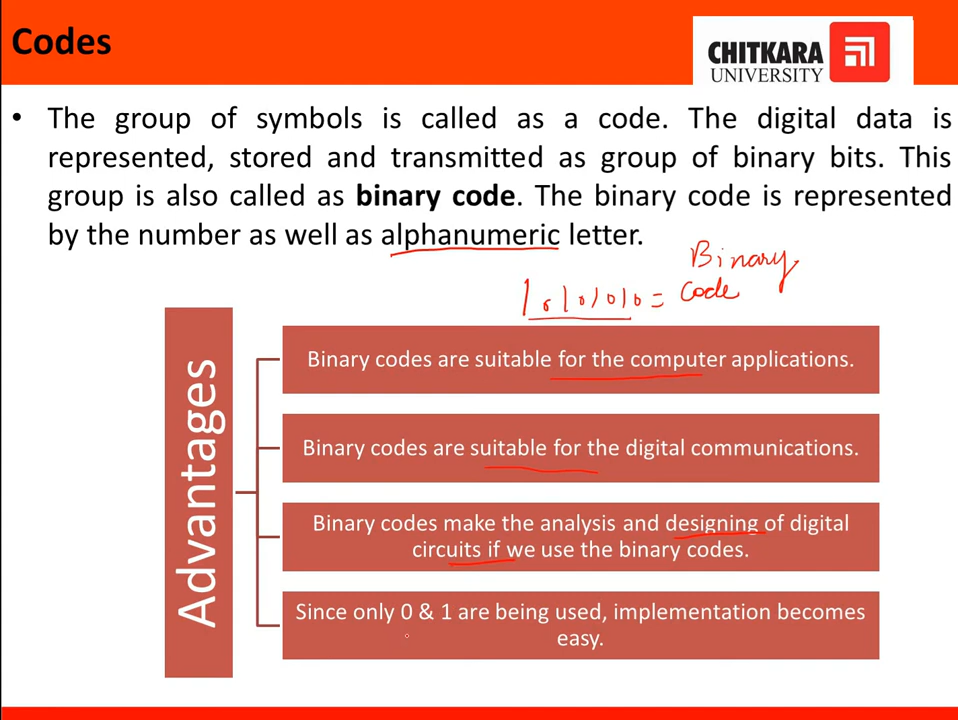 Codes
CHITKARA
UNIVERSITY
• The group of symbols is called as a code. The digital data is
represented, stored and transmitted as group of binary bits. This
group is also called as binary code. The binary code is represented
by the number as well as alphanumeric letter.
Binary
10101010 = code
Advantages
Binary codes are suitable for the computer applications.
Binary codes are suitable for the digital communications.
Binary codes make the analysis and designing of digital
circuits if we use the binary codes.
Since only 0 & 1 are being used, implementation becomes
easy.